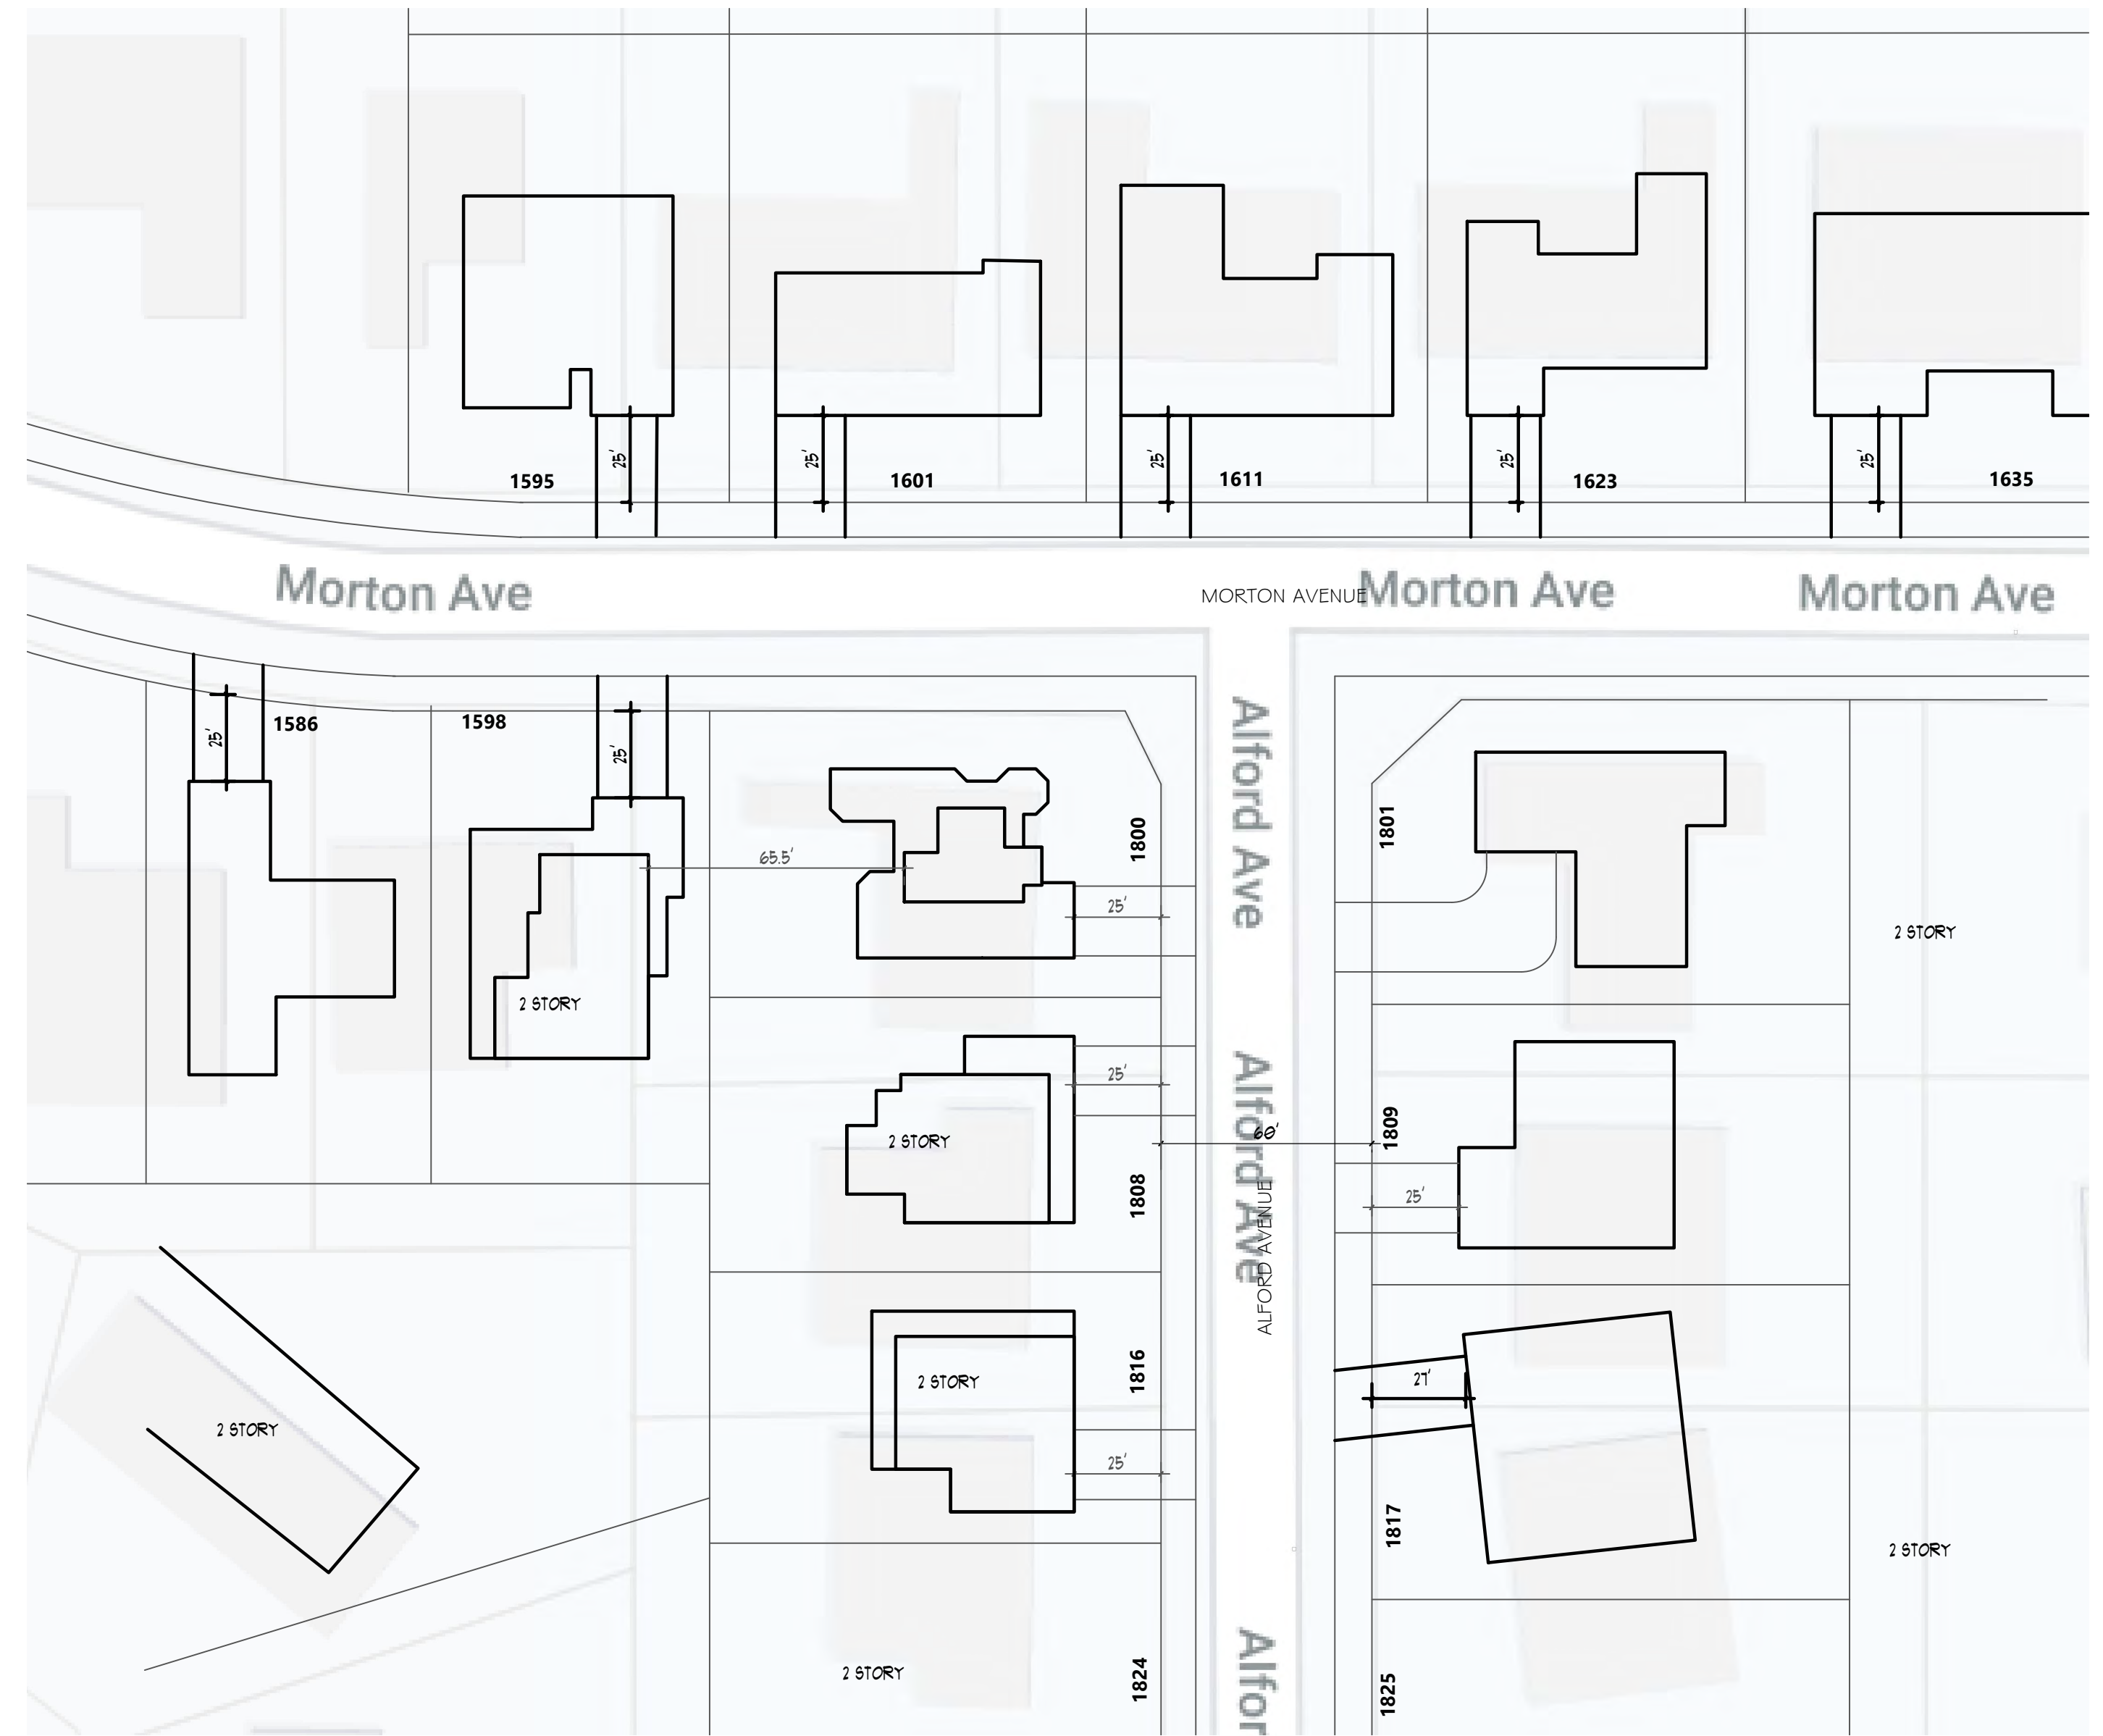 25'
25'
25'
25'
25'
1595
1601
1611
1623
1635
Morton Ave
MORTON AVENUE
Morton Ave
Morton Ave
1586
25'
1598
25'
Alford Ave
1800
1801
65.5'
25'
2 STORY
2 STORY
25'
2 STORY
Alford Ave
60'
1809
1808
25'
ALFORD AVENUE
2 STORY
1816
27'
2 STORY
25'
1817
2 STORY
2 STORY
1824
Alfor
1825